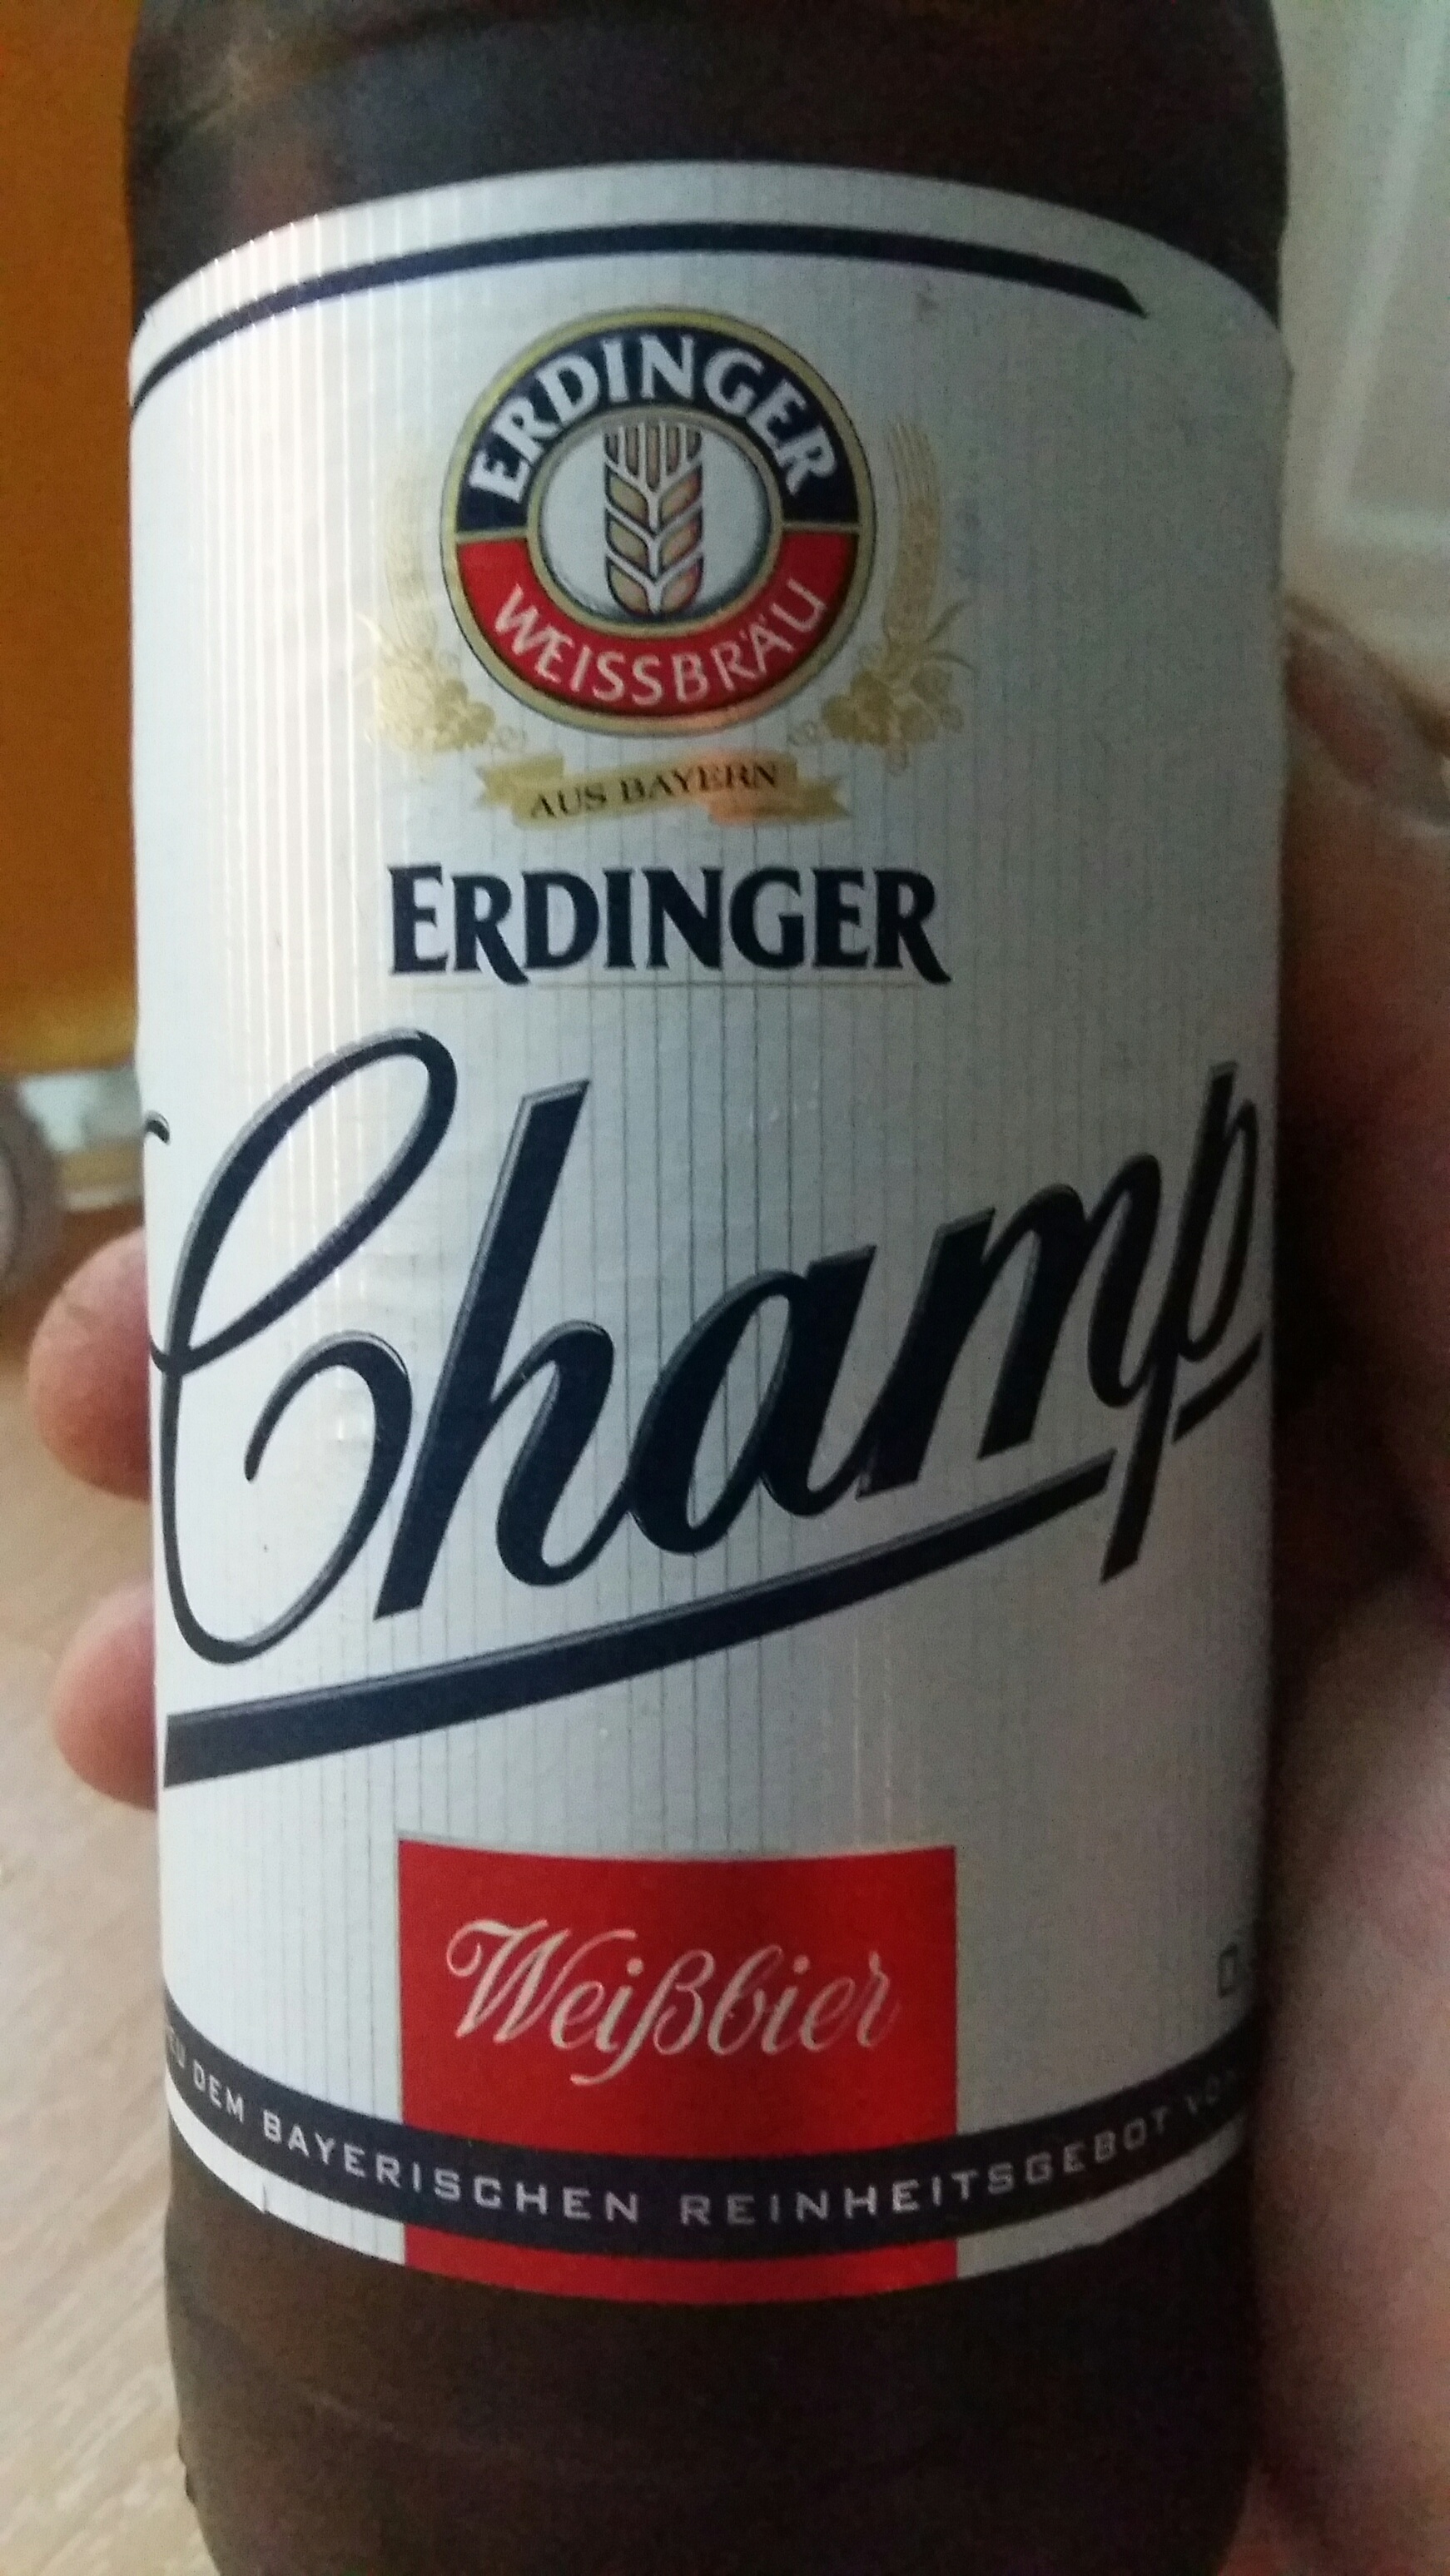 ERDINGER
WEISSBRÄU
AUS BAYERN
ERDINGER
Champ
Weißbier
DEM BAYERISCHEN REINHEITSGEBOT